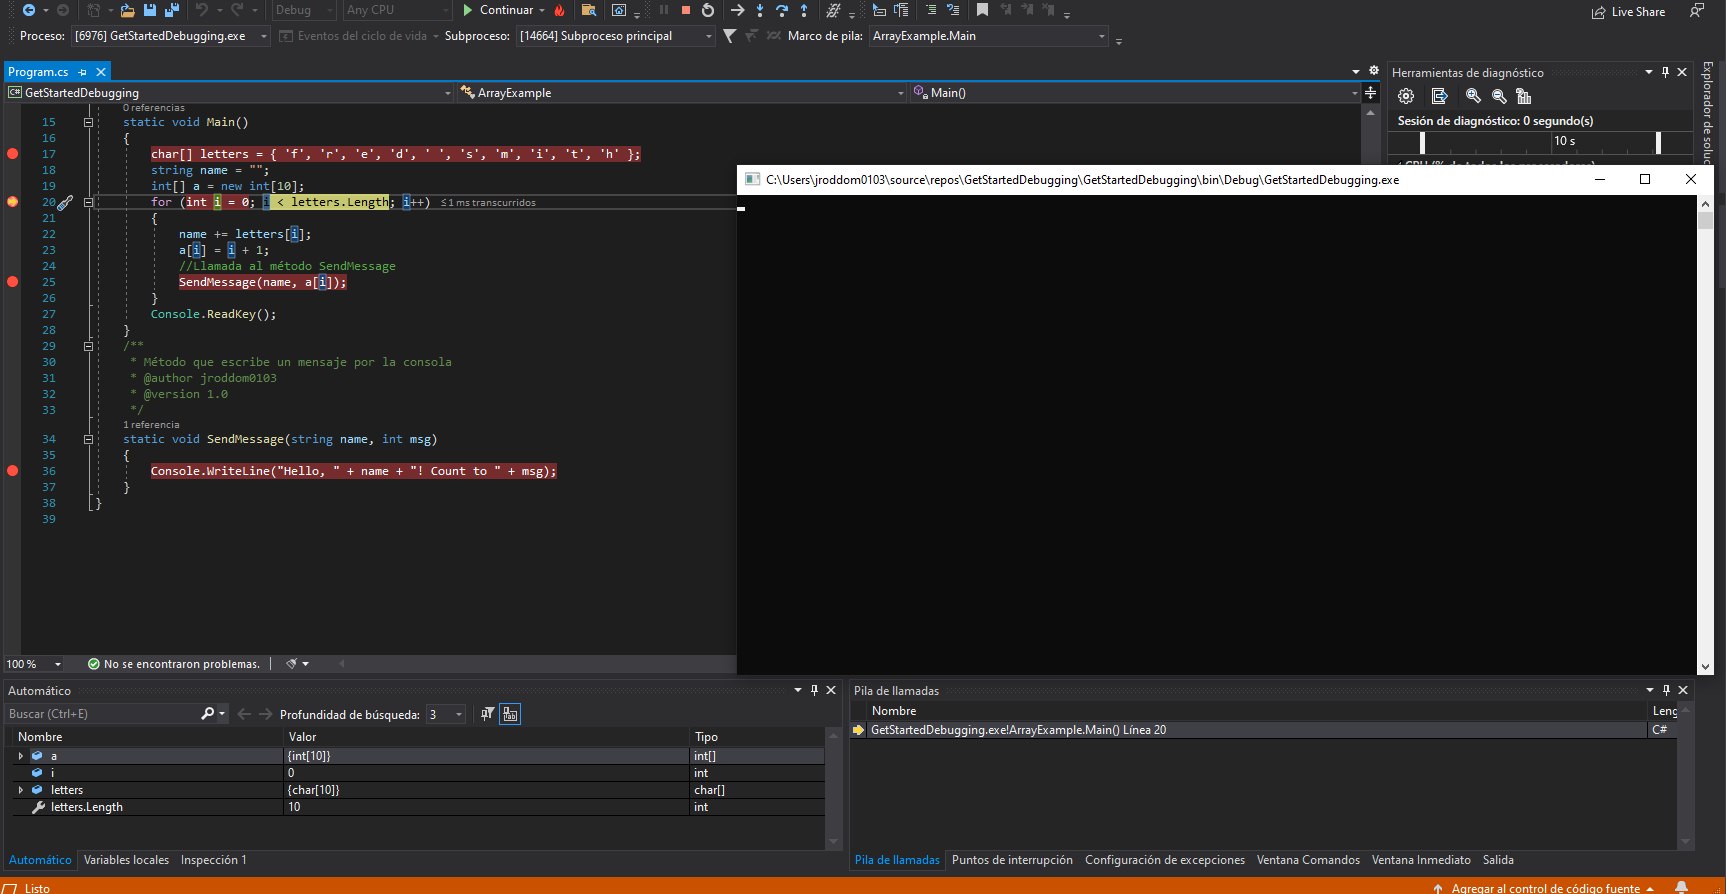 Debug Any CPU Continuar Live Share
Proceso: [6976] GetStartedDebugging.exe Eventos del ciclo de vida Subproceso: [14664] Subproceso principal Marco de pila: ArrayExample.Main
Program.cs
C# GetStartedDebugging ArrayExample Main()
0 referencias
15 static void Main()
16 {
17 char[] letters = { 'f', 'r', 'e', 'd', ' ', 's', 'm', 'i', 't', 'h' };
18 string name = "";
19 int[] a = new int[10];
20 for (int i = 0; i < letters.Length; i++) ≤ 1 ms transcurridos
21 {
22 name += letters[i];
23 a[i] = i + 1;
24 //Llamada al método SendMessage
25 SendMessage(name, a[i]);
26 }
27 Console.ReadKey();
28 }
29 /**
30 * Método que escribe un mensaje por la consola
31 * @author jroddom0103
32 * @version 1.0
33 */
1 referencia
34 static void SendMessage(string name, int msg)
35 {
36 Console.WriteLine("Hello, " + name + "! Count to " + msg);
37 }
38 }
39
100 % No se encontraron problemas.
C:\Users\jroddom0103\source\repos\GetStartedDebugging\GetStartedDebugging\bin\Debug\GetStartedDebugging.exe
Herramientas de diagnóstico
Sesión de diagnóstico: 0 segundo(s)
10 s
Explorador de soluc
Automático
Buscar (Ctrl+E) Profundidad de búsqueda: 3
Nombre Valor Tipo
a {int[10]} int[]
i 0 int
letters {char[10]} char[]
letters.Length 10 int
Automático Variables locales Inspección 1
Pila de llamadas
Nombre Leng
GetStartedDebugging.exe!ArrayExample.Main() Línea 20 C#
Pila de llamadas Puntos de interrupción Configuración de excepciones Ventana Comandos Ventana Inmediato Salida
Listo Agregar al control de código fuente